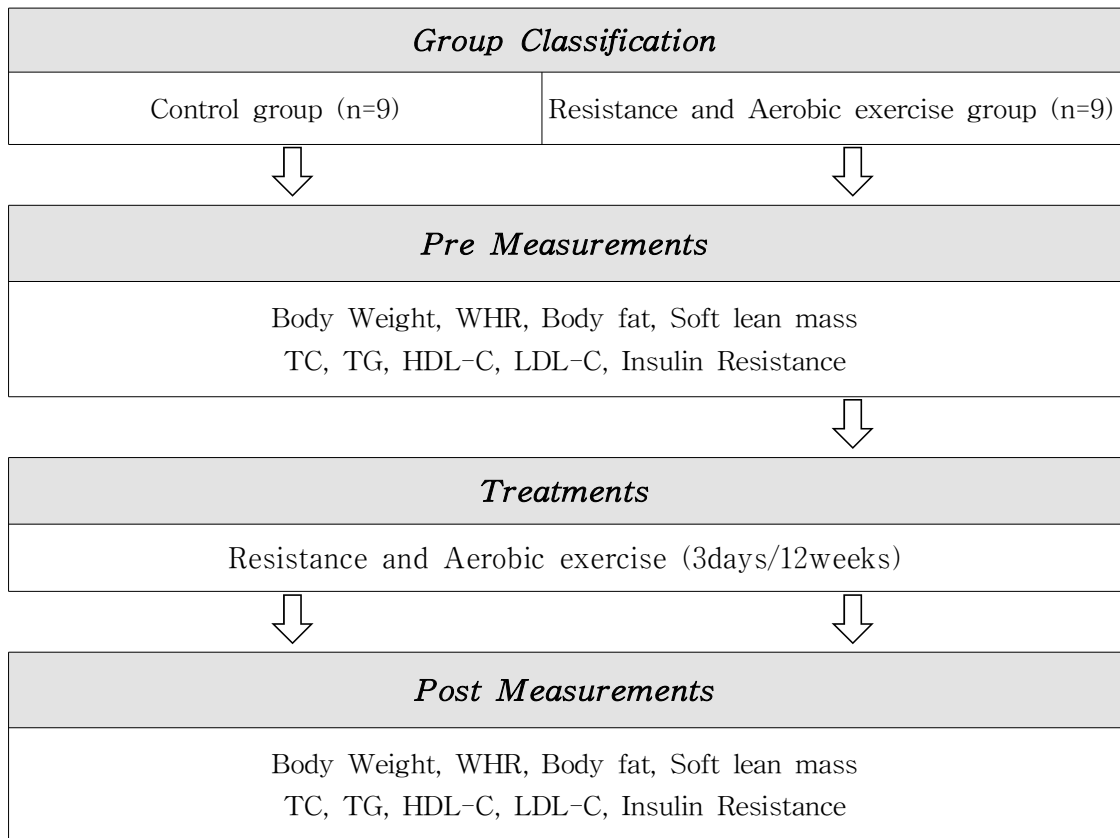 Group Classification
Control group (n=9)
Resistance and Aerobic exercise group (n=9)
Pre Measurements
Body Weight, WHR, Body fat, Soft lean mass
TC, TG, HDL-C, LDL-C, Insulin Resistance
Treatments
Resistance and Aerobic exercise (3days/12weeks)
Post Measurements
Body Weight, WHR, Body fat, Soft lean mass
TC, TG, HDL-C, LDL-C, Insulin Resistance